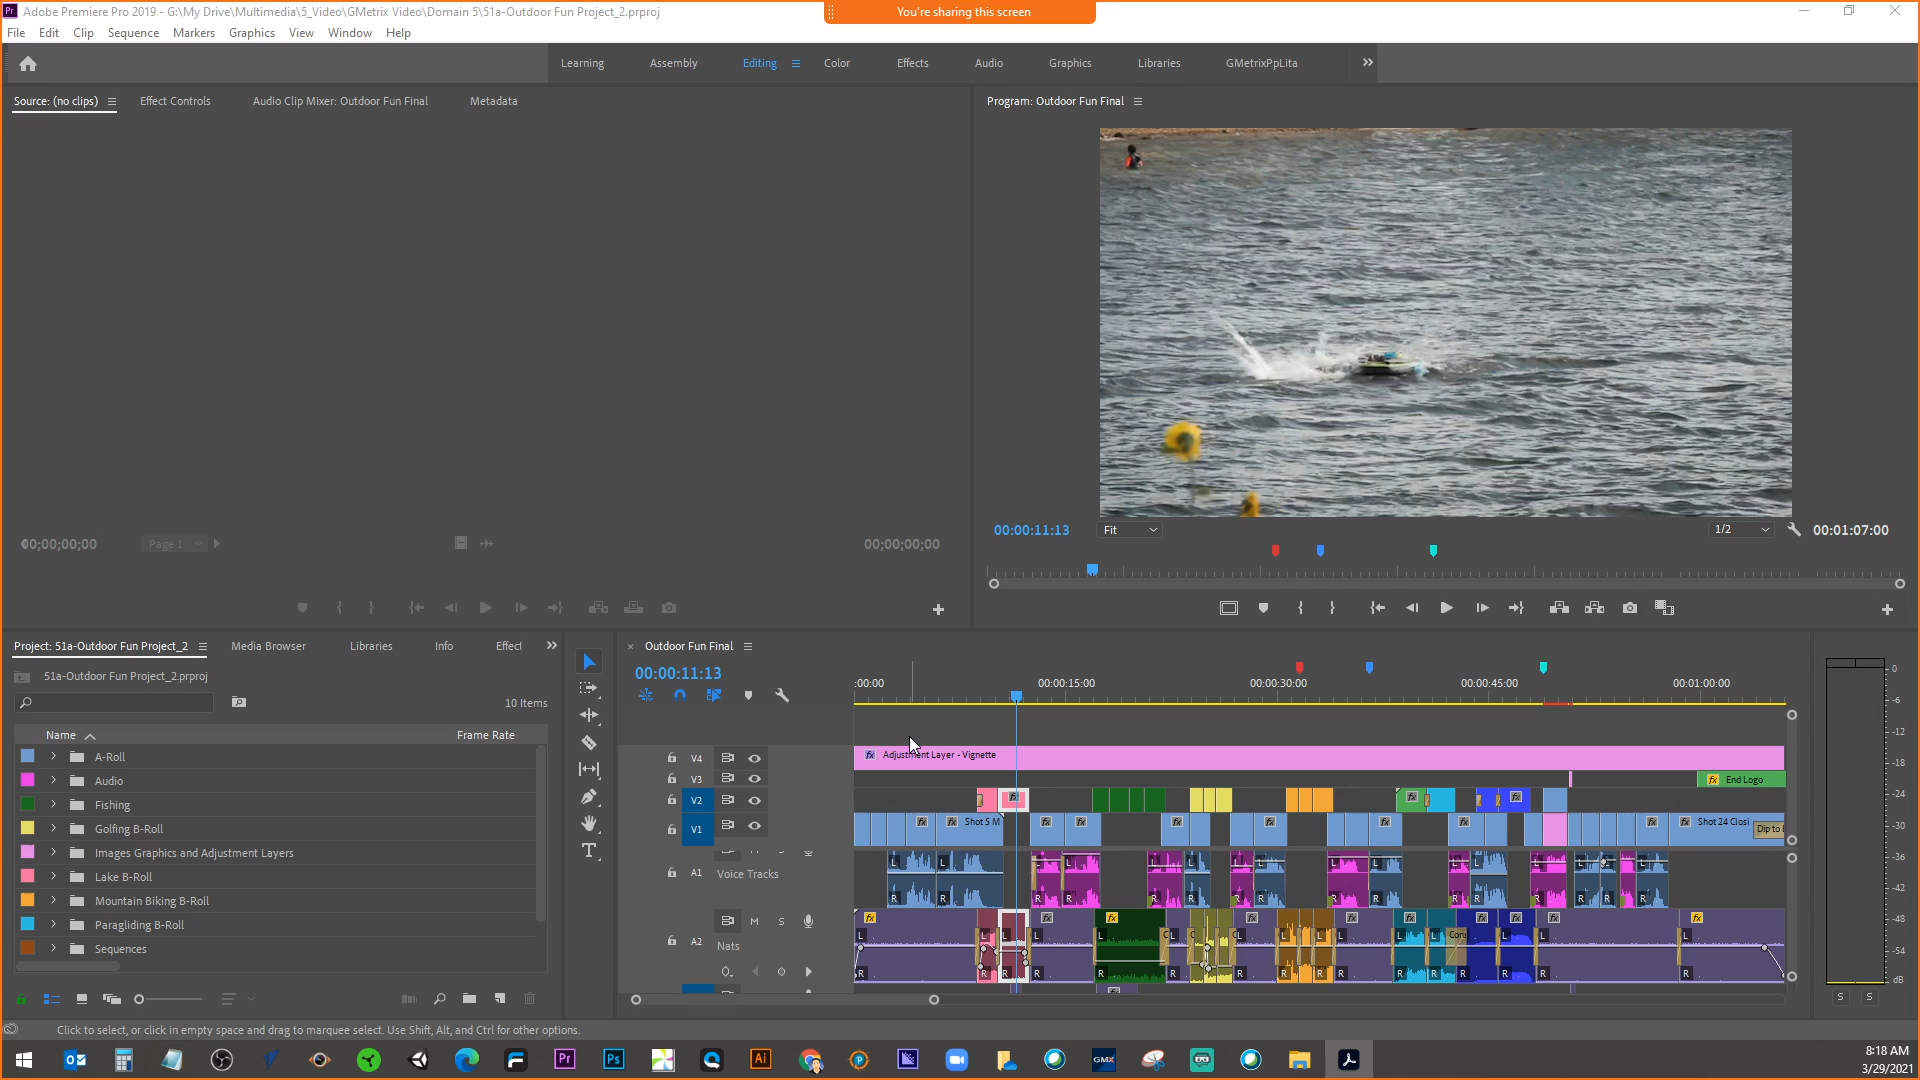 Adobe Premiere Pro 2019 - G:\My Drive\Multimedia\5_Video\GMetrix Video\Domain 5\51a-Outdoor Fun Project_2.prproj
You're sharing this screen
File Edit Clip Sequence Markers Graphics View Window Help
Learning Assembly Editing Color Effects Audio Graphics Libraries GMetrixPpLita
Source: (no clips) Effect Controls Audio Clip Mixer: Outdoor Fun Final Metadata
Program: Outdoor Fun Final
00;00;00;00 Page 1 00;00;00;00
00:00:11:13 Fit 1/2 00:01:07:00
Project: 51a-Outdoor Fun Project_2 Media Browser Libraries Info Effect
51a-Outdoor Fun Project_2.prproj
10 Items
Name Frame Rate
A-Roll
Audio
Fishing
Golfing B-Roll
Images Graphics and Adjustment Layers
Lake B-Roll
Mountain Biking B-Roll
Paragliding B-Roll
Sequences
Outdoor Fun Final
00:00:11:13
:00:00 00:00:15:00 00:00:30:00 00:00:45:00 00:01:00:00
V4 fx Adjustment Layer - Vignette
V3 fx End Logo
V2
V1 fx fx Shot 5 M fx Shot 24 Closi Dip to
A1 Voice Tracks
M S
A2 Nats
0
-6
-12
-18
-24
-30
-36
-42
-48
-54
dB
S S
Click to select, or click in empty space and drag to marquee select. Use Shift, Alt, and Ctrl for other options.
8:18 AM
3/29/2021